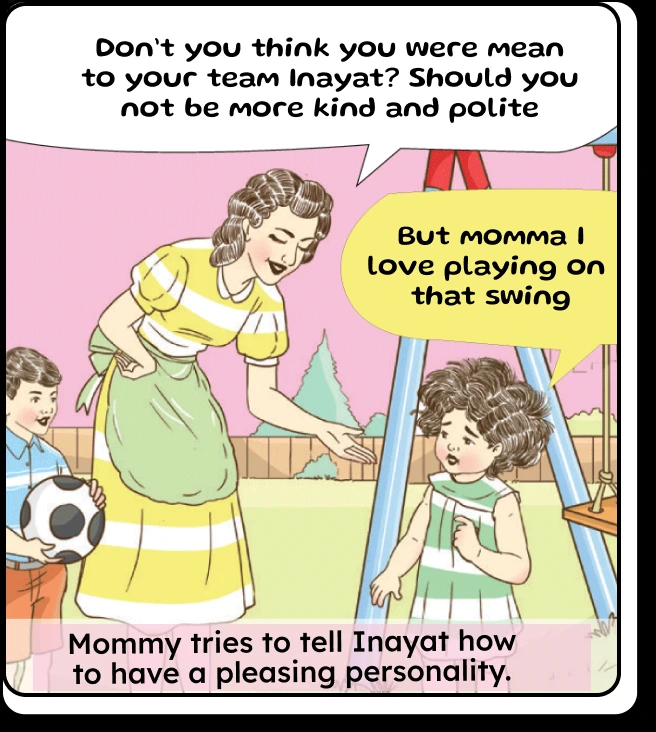 Don't you think you were mean
to your team Inayat? Should you
not be more kind and polite
But momma I
love playing on
that swing
Mommy tries to tell Inayat how
to have a pleasing personality.